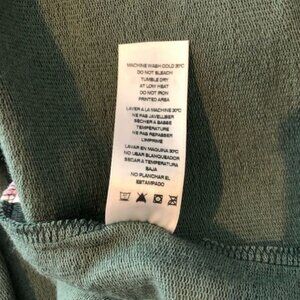 MACHINE WASH COLD 30°C
DO NOT BLEACH
TUMBLE DRY
AT LOW HEAT
DO NOT IRON
PRINTED AREA
LAVER A LA MACHINE 30°C
NE PAS JAVELLISER
SÉCHER A BASSE
TEMPERATURE
NE PAS REPASSER
L'IMPRIMÉ
LAVAR EN MAQUINA 30°C
NO USAR BLANQUEADOR
SECAR A TEMPERATURA
BAJA
NO PLANCHAR EL
ESTAMPADO